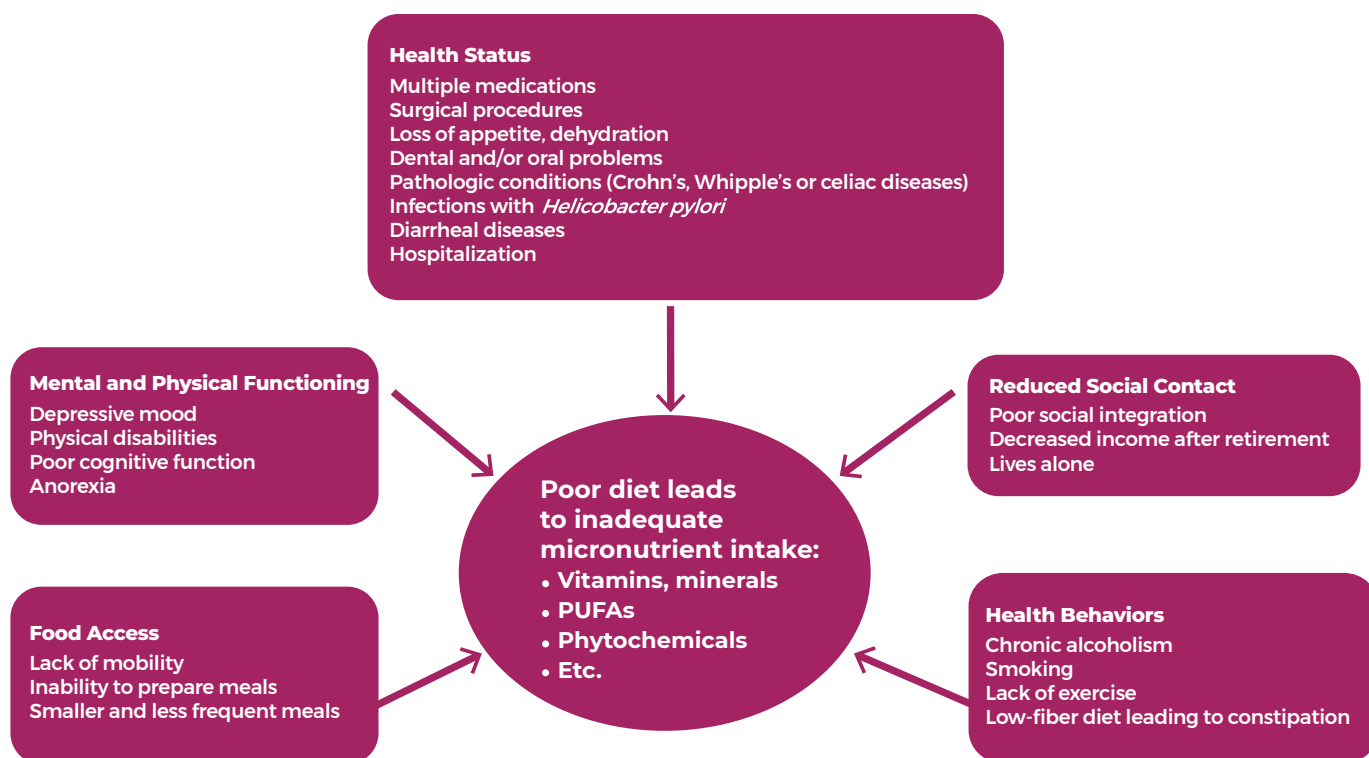 Health Status
Multiple medications
Surgical procedures
Loss of appetite, dehydration
Dental and/or oral problems
Pathologic conditions (Crohn's, Whipple's or celiac diseases)
Infections with Helicobacter pylori
Diarrheal diseases
Hospitalization
Mental and Physical Functioning
Depressive mood
Physical disabilities
Poor cognitive function
Anorexia
Reduced Social Contact
Poor social integration
Decreased income after retirement
Lives alone
Poor diet leads
to inadequate
micronutrient intake:
• Vitamins, minerals
• PUFAs
• Phytochemicals
• Etc.
Food Access
Lack of mobility
Inability to prepare meals
Smaller and less frequent meals
Health Behaviors
Chronic alcoholism
Smoking
Lack of exercise
Low-fiber diet leading to constipation